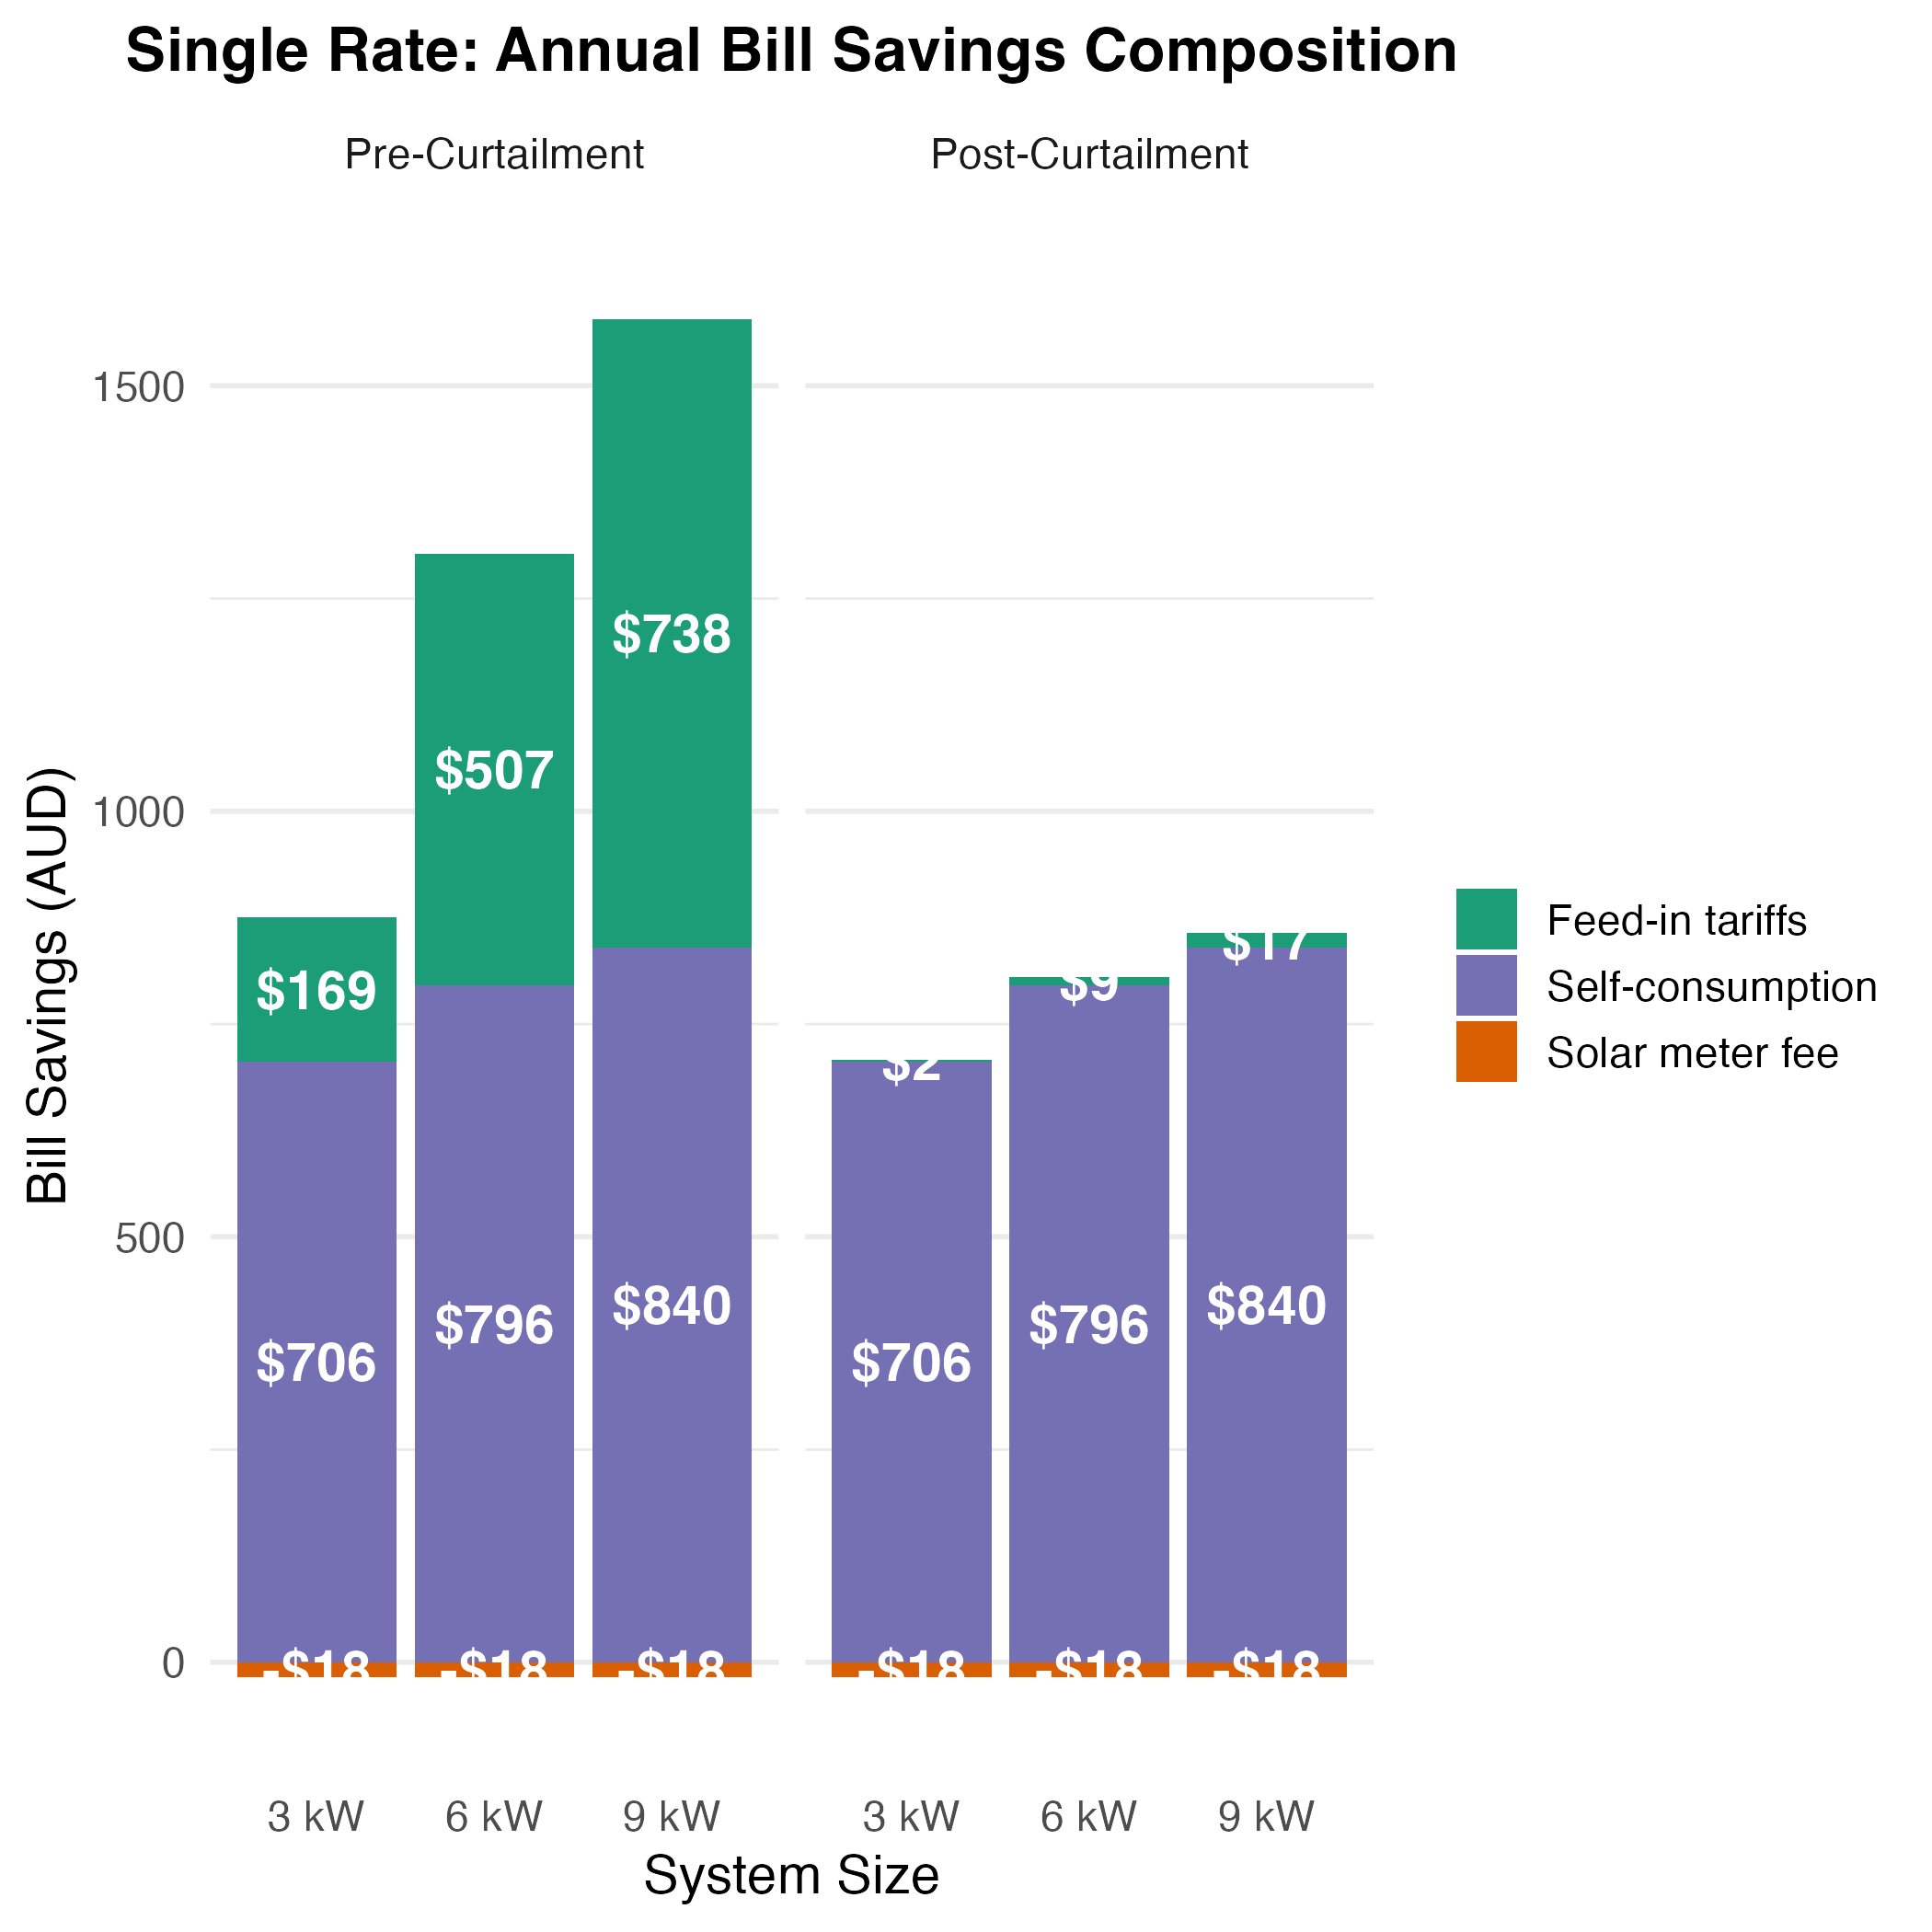 Single Rate: Annual Bill Savings Composition
Pre-Curtailment
Post-Curtailment
Bill Savings (AUD)
1500
1000
500
0
$169
$507
$738
$706
$796
$840
-$18
-$18
-$18
$2
$9
$17
$706
$796
$840
-$18
-$18
-$18
3 kW
6 kW
9 kW
3 kW
6 kW
9 kW
System Size
Feed-in tariffs
Self-consumption
Solar meter fee